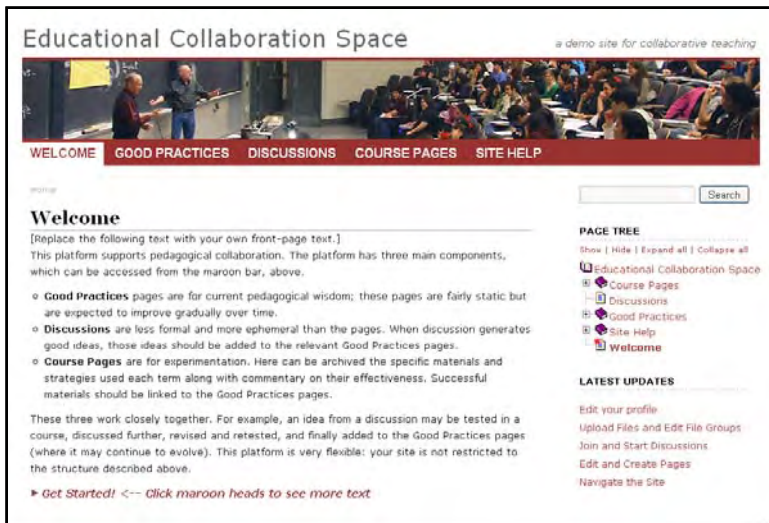 Educational Collaboration Space
a demo site for collaborative teaching
WELCOME GOOD PRACTICES DISCUSSIONS COURSE PAGES SITE HELP
Home
Welcome
[Replace the following text with your own front-page text.]
This platform supports pedagogical collaboration. The platform has three main components,
which can be accessed from the maroon bar, above.
Good Practices pages are for current pedagogical wisdom; these pages are fairly static but
are expected to improve gradually over time.
Discussions are less formal and more ephemeral than the pages. When discussion generates
good ideas, those ideas should be added to the relevant Good Practices pages.
Course Pages are for experimentation. Here can be archived the specific materials and
strategies used each term along with commentary on their effectiveness. Successful
materials should be linked to the Good Practices pages.
These three work closely together. For example, an idea from a discussion may be tested in a
course, discussed further, revised and retested, and finally added to the Good Practices pages
(where it may continue to evolve). This platform is very flexible: your site is not restricted to
the structure described above.
Get Started! <-- Click maroon heads to see more text
Search
PAGE TREE
Show | Hide | Expand all | Collapse all
Educational Collaboration Space
Course Pages
Discussions
Good Practices
Site Help
Welcome
LATEST UPDATES
Edit your profile
Upload Files and Edit File Groups
Join and Start Discussions
Edit and Create Pages
Navigate the Site